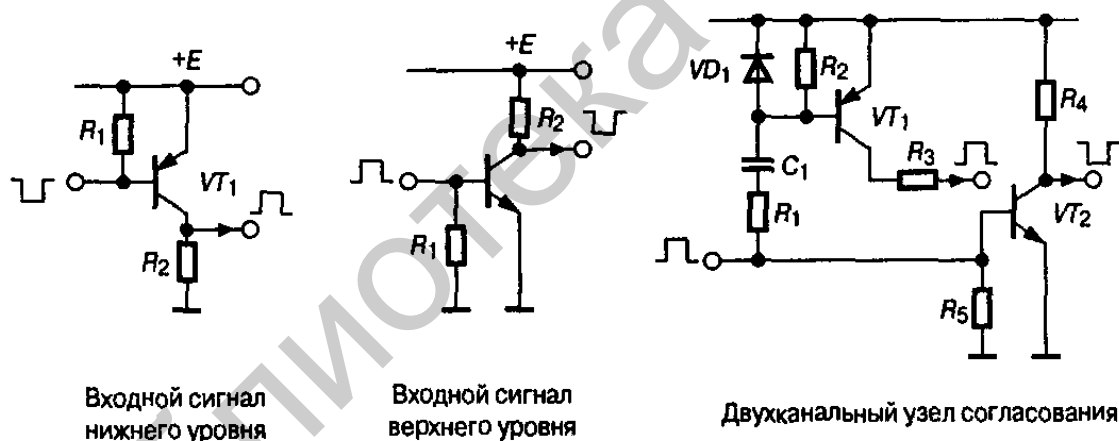 +E
R1
VT1
R2
Входной сигнал
нижнего уровня
+E
R2
R1
Входной сигнал
верхнего уровня
VD1
R2
VT1
R4
C1
R3
R1
VT2
R5
Двухканальный узел согласования
лиотека